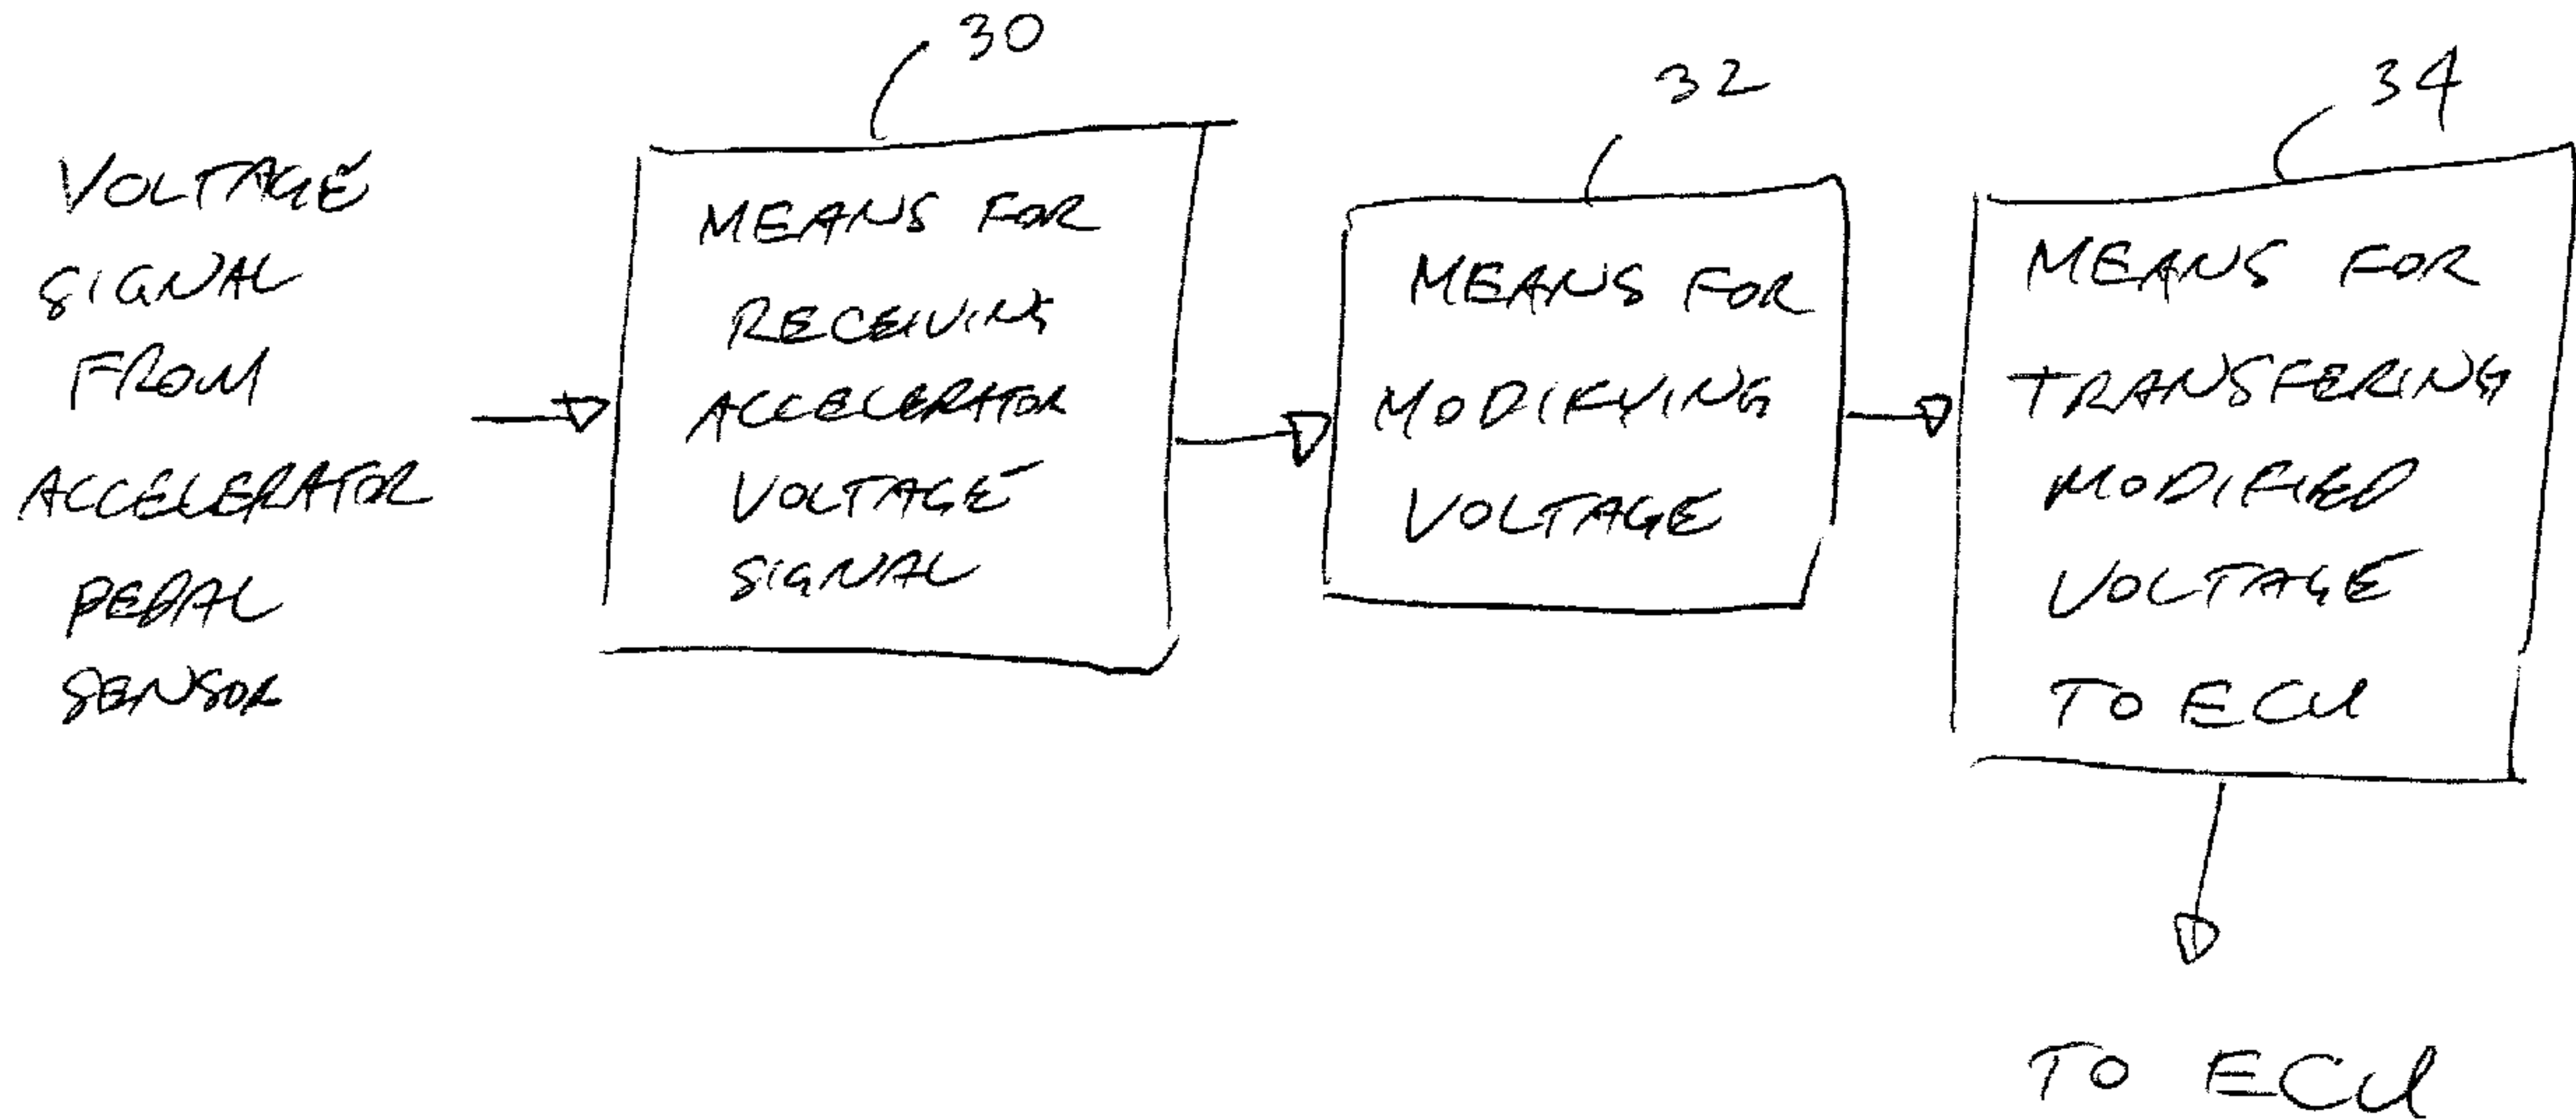 VOLTAGE
SIGNAL
FROM
ACCELERATOR
PEDAL
SENSOR
30
MEANS FOR
RECEIVING
ACCELERATOR
VOLTAGE
SIGNAL
32
MEANS FOR
MODIFYING
VOLTAGE
34
MEANS FOR
TRANSFERING
MODIFIED
VOLTAGE
TO ECU
TO ECU